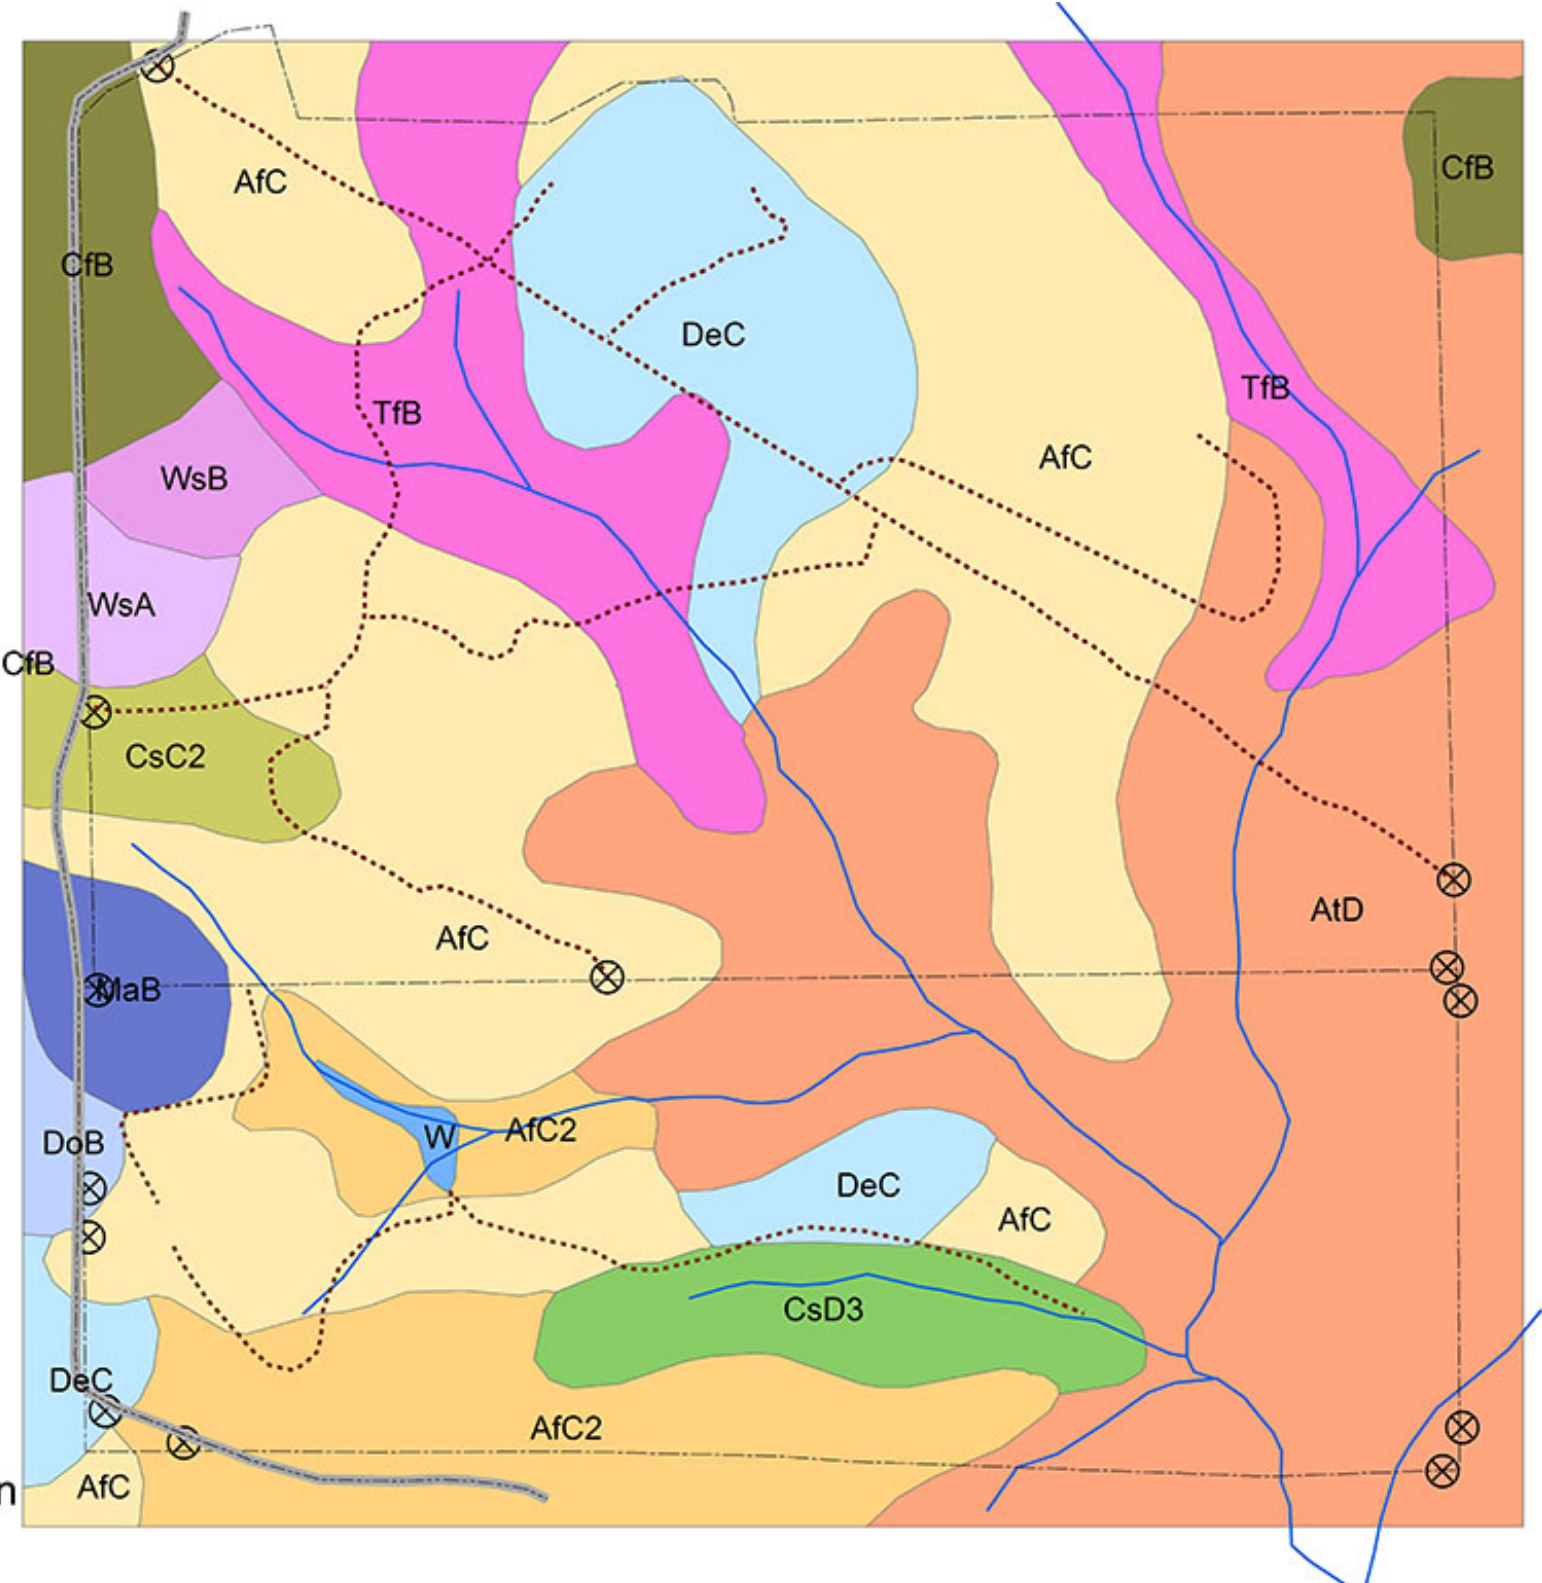 CfB
AfC
CfB
DeC
TfB
TfB
AfC
WsB
WsA
CfB
CsC2
AtD
AfC
MaB
AfC2
W
DoB
DeC
AfC
CsD3
DeC
AfC2
AfC
n